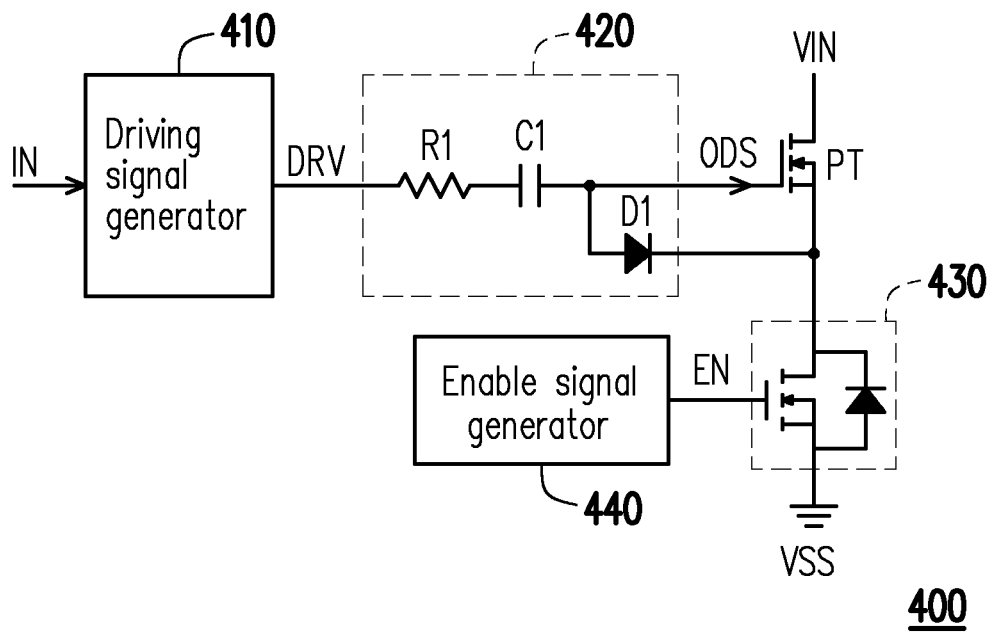 410
420
VIN
IN
Driving
signal
generator
DRV
R1
C1
ODS
PT
D1
430
Enable signal
generator
EN
440
VSS
400